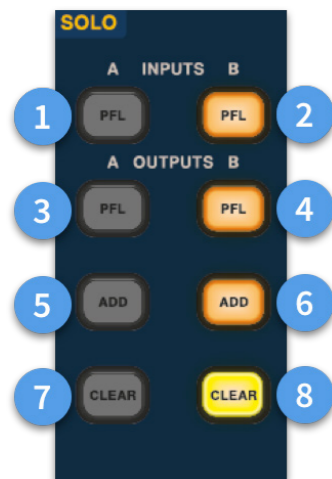 SOLO
A INPUTS B
1 PFL PFL 2
A OUTPUTS B
3 PFL PFL 4
5 ADD ADD 6
7 CLEAR CLEAR 8